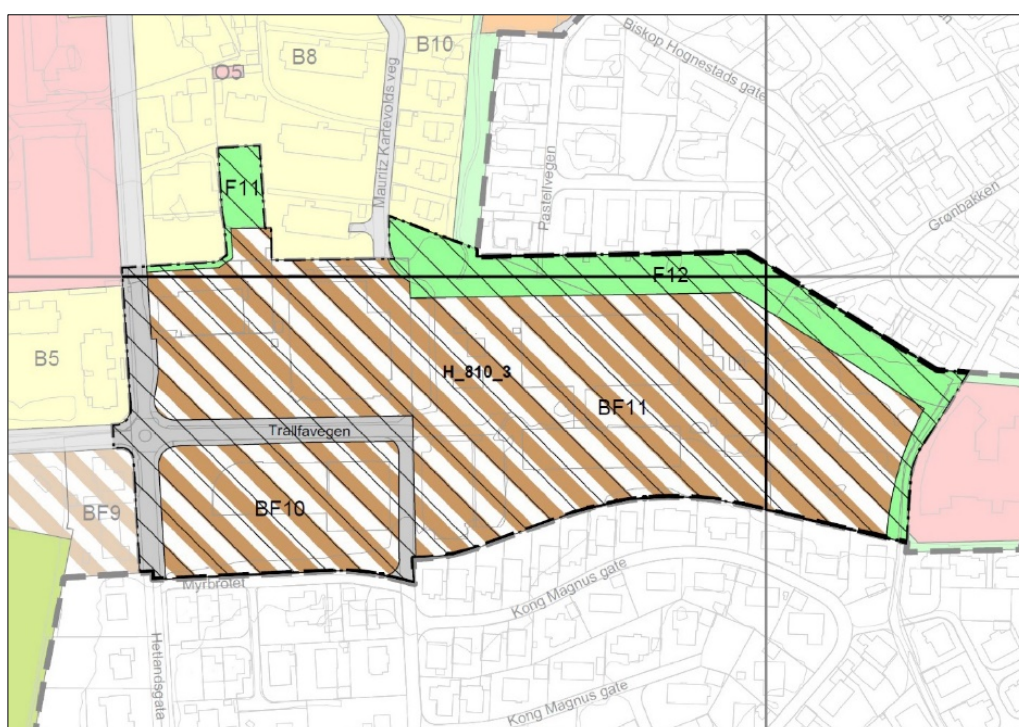 Biskop Hognestads gate
B10
B8
O5
Mauritz Kartevolds veg
Pastellvegen
F11
Grønbakken
F12
B5
H_810_3
BF11
Trallfavegen
BF9
BF10
Myrbrotet
Kong Magnus gate
Hetlandsgata
Kong Magnus gate